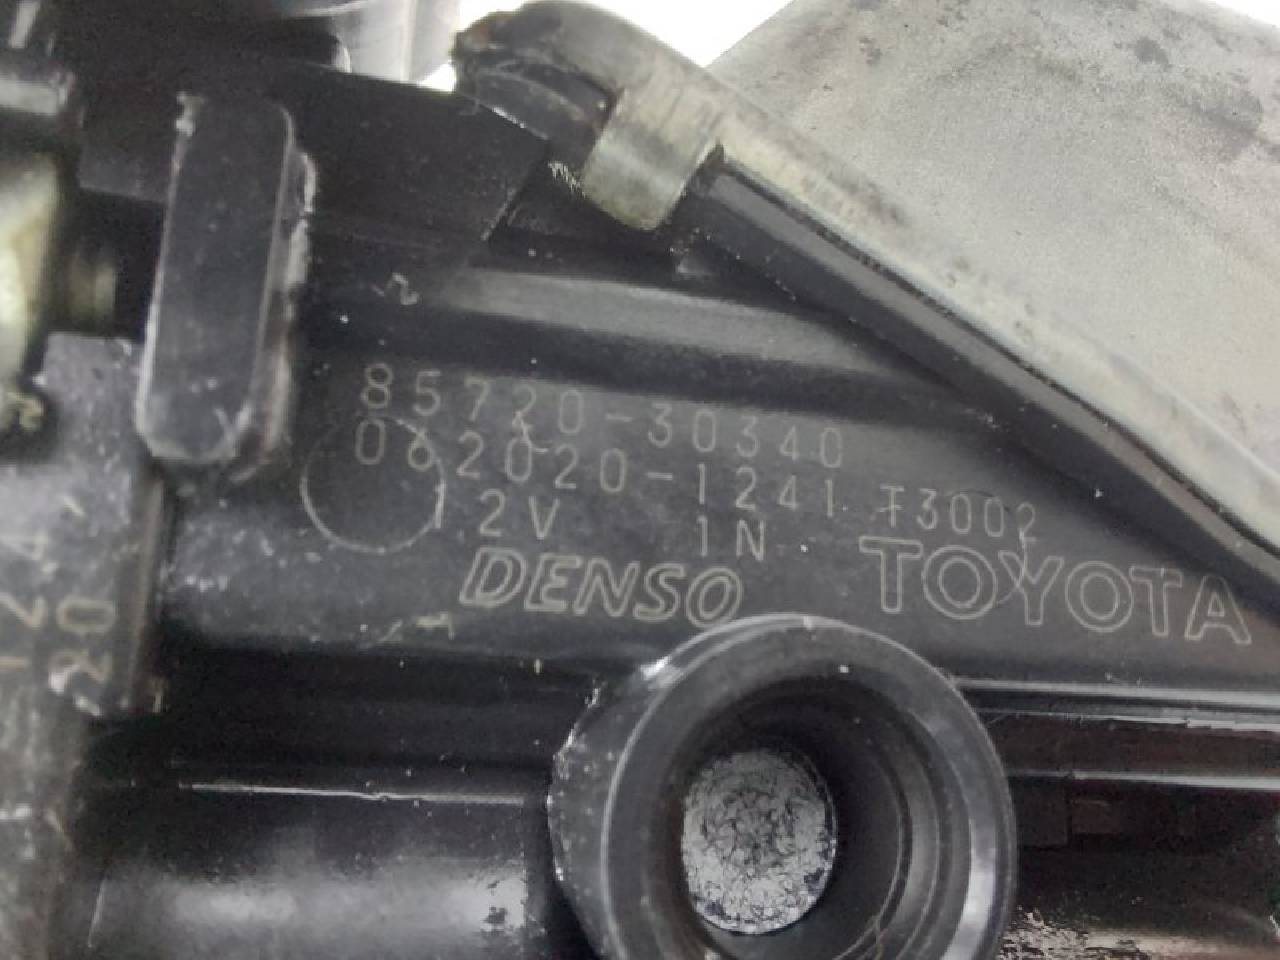 85720-30340
062020-1241 T3002
12V 1N
DENSO TOYOTA